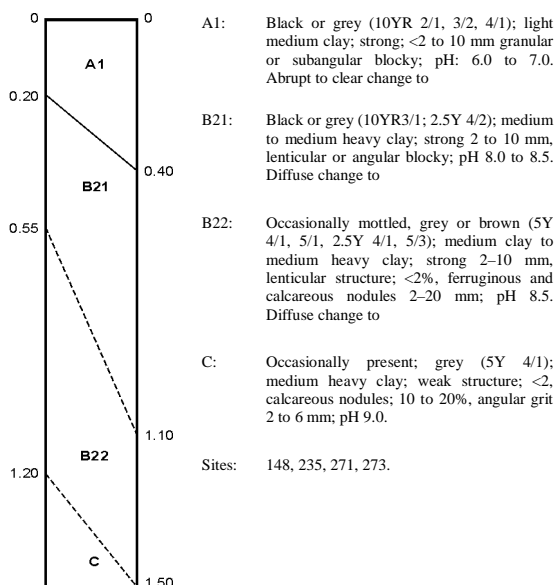 0
0
A1
0.20
0.40
B21
0.55
1.10
B22
1.20
C
1.50
A1: Black or grey (10YR 2/1, 3/2, 4/1); light
medium clay; strong; <2 to 10 mm granular
or subangular blocky; pH: 6.0 to 7.0.
Abrupt to clear change to
B21: Black or grey (10YR3/1; 2.5Y 4/2); medium
to medium heavy clay; strong 2 to 10 mm,
lenticular or angular blocky; pH 8.0 to 8.5.
Diffuse change to
B22: Occasionally mottled, grey or brown (5Y
4/1, 5/1, 2.5Y 4/1, 5/3); medium clay to
medium heavy clay; strong 2–10 mm,
lenticular structure; <2%, ferruginous and
calcareous nodules 2–20 mm; pH 8.5.
Diffuse change to
C: Occasionally present; grey (5Y 4/1);
medium heavy clay; weak structure; <2,
calcareous nodules; 10 to 20%, angular grit
2 to 6 mm; pH 9.0.
Sites: 148, 235, 271, 273.